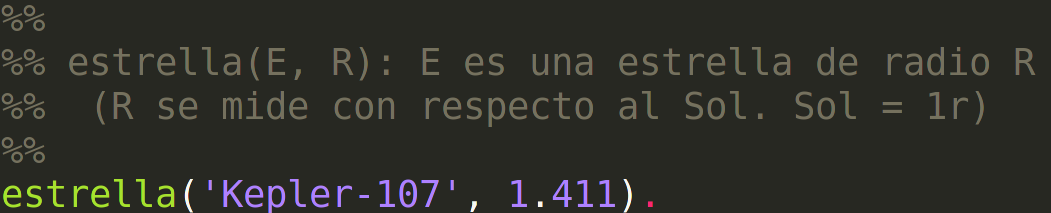 %%
%% estrella(E, R): E es una estrella de radio R
%%  (R se mide con respecto al Sol. Sol = 1r)
%%
estrella('Kepler-107', 1.411).